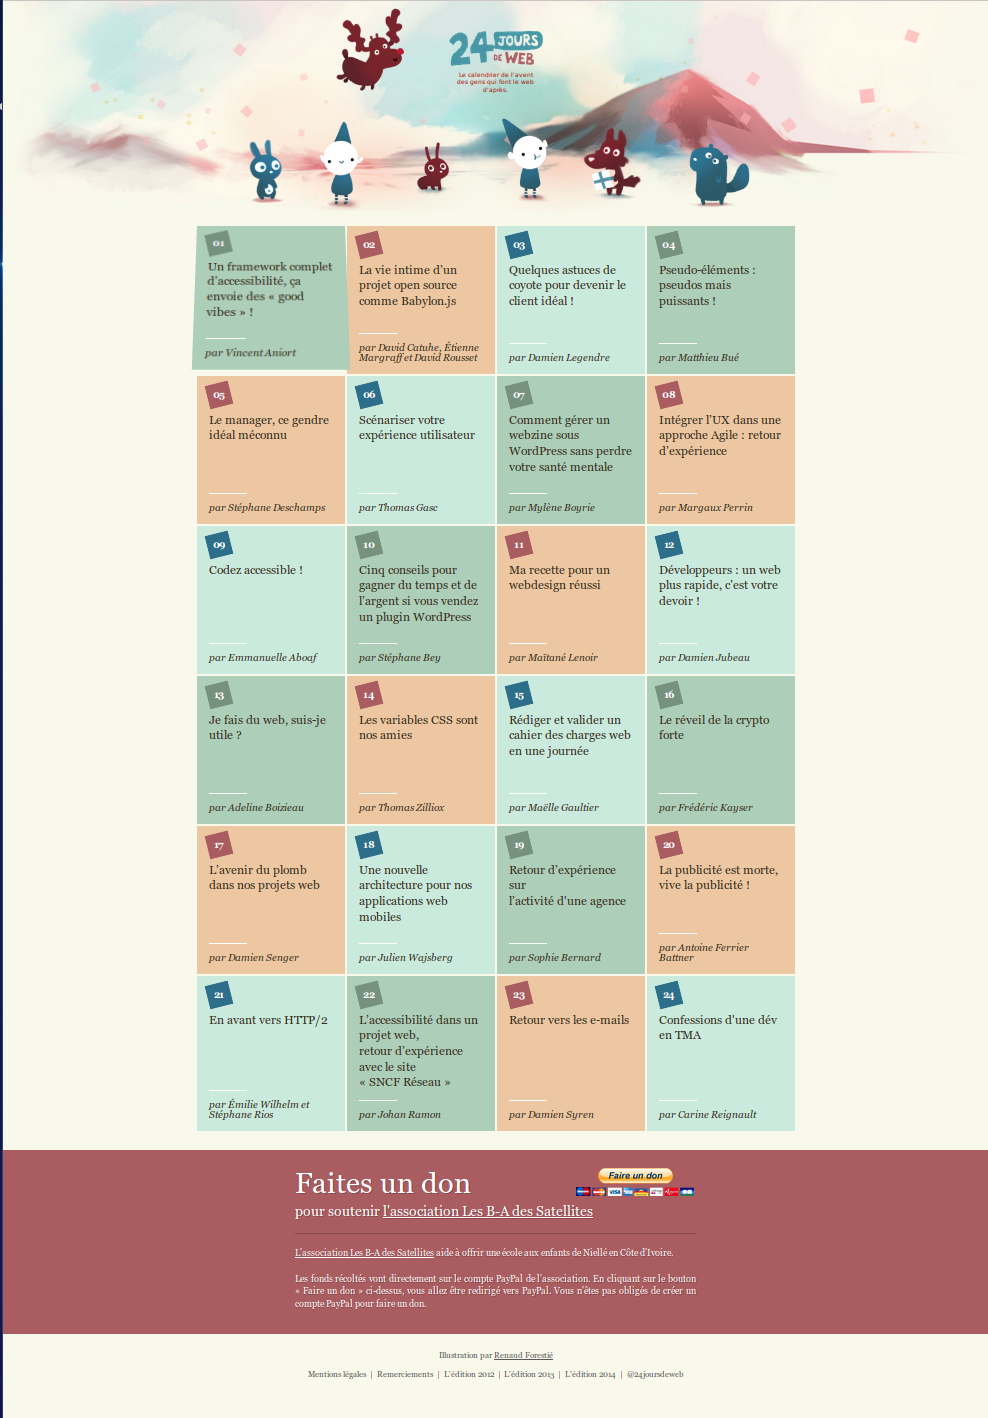 24 JOURS
DE WEB
Le calendrier de l'avent
des gens qui font le web
d'après.
01
Un framework complet
d'accessibilité, ça
envoie des « good
vibes » !
par Vincent Aniort
02
La vie intime d'un
projet open source
comme Babylon.js
par David Catuhe, Étienne
Margraff et David Rousset
03
Quelques astuces de
coyote pour devenir le
client idéal !
par Damien Legendre
04
Pseudo-éléments :
pseudos mais
puissants !
par Matthieu Bué
05
Le manager, ce gendre
idéal méconnu
par Stéphane Deschamps
06
Scénariser votre
expérience utilisateur
par Thomas Gasc
07
Comment gérer un
webzine sous
WordPress sans perdre
votre santé mentale
par Mylène Boyrie
08
Intégrer l'UX dans une
approche Agile : retour
d'expérience
par Margaux Perrin
09
Codez accessible !
par Emmanuelle Aboaf
10
Cinq conseils pour
gagner du temps et de
l'argent si vous vendez
un plugin WordPress
par Stéphane Bey
11
Ma recette pour un
webdesign réussi
par Maïtané Lenoir
12
Développeurs : un web
plus rapide, c'est votre
devoir !
par Damien Jubeau
13
Je fais du web, suis-je
utile ?
par Adeline Boizieau
14
Les variables CSS sont
nos amies
par Thomas Zilliox
15
Rédiger et valider un
cahier des charges web
en une journée
par Maëlle Gaultier
16
Le réveil de la crypto
forte
par Frédéric Kayser
17
L'avenir du plomb
dans nos projets web
par Damien Senger
18
Une nouvelle
architecture pour nos
applications web
mobiles
par Julien Wajsberg
19
Retour d'expérience
sur
l'activité d'une agence
par Sophie Bernard
20
La publicité est morte,
vive la publicité !
par Antoine Ferrier
Battner
21
En avant vers HTTP/2
par Émilie Wilhelm et
Stéphane Rios
22
L'accessibilité dans un
projet web,
retour d'expérience
avec le site
« SNCF Réseau »
par Johan Ramon
23
Retour vers les e-mails
par Damien Syren
24
Confessions d'une dév
en TMA
par Carine Reignault
Faites un don
Faire un don
VISA
pour soutenir l'association Les B-A des Satellites
L'association Les B-A des Satellites aide à offrir une école aux enfants de Niellé en Côte d'Ivoire.
Les fonds récoltés vont directement sur le compte PayPal de l'association. En cliquant sur le bouton
« Faire un don » ci-dessus, vous allez être redirigé vers PayPal. Vous n'êtes pas obligés de créer un
compte PayPal pour faire un don.
Illustration par Renaud Forestié
Mentions légales | Remerciements | L'édition 2012 | L'édition 2013 | L'édition 2014 | @24joursdeweb